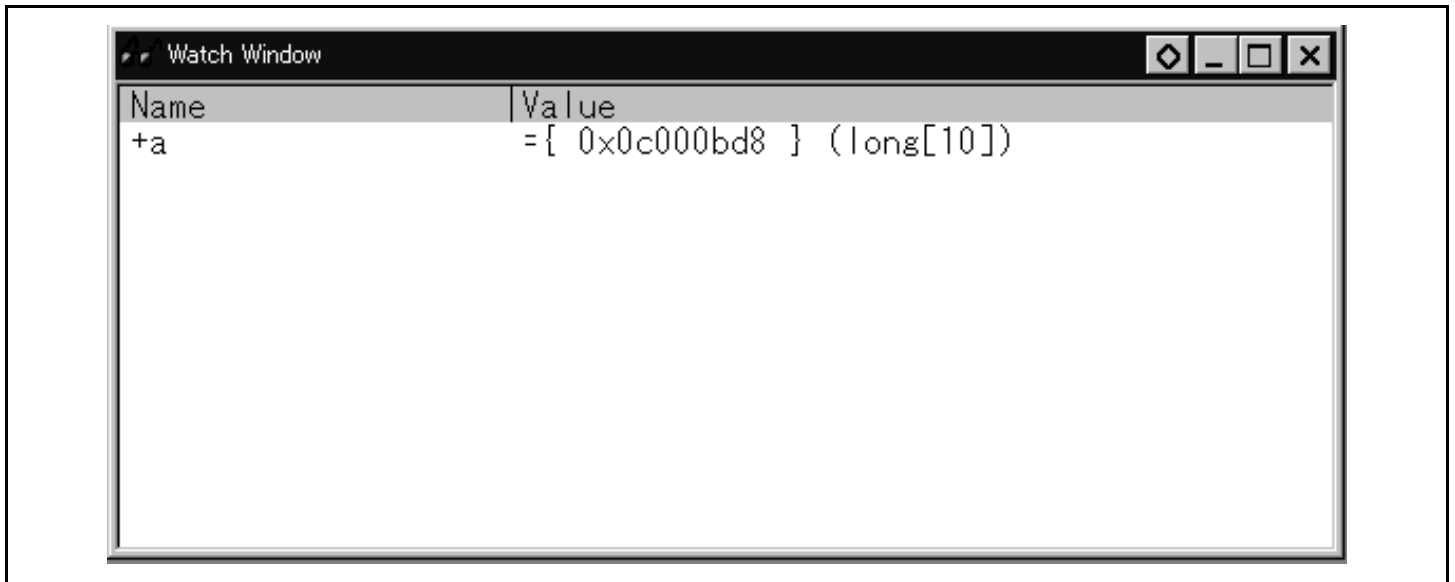 Watch Window
Name Value
+a ={ 0x0c000bd8 } (long[10])